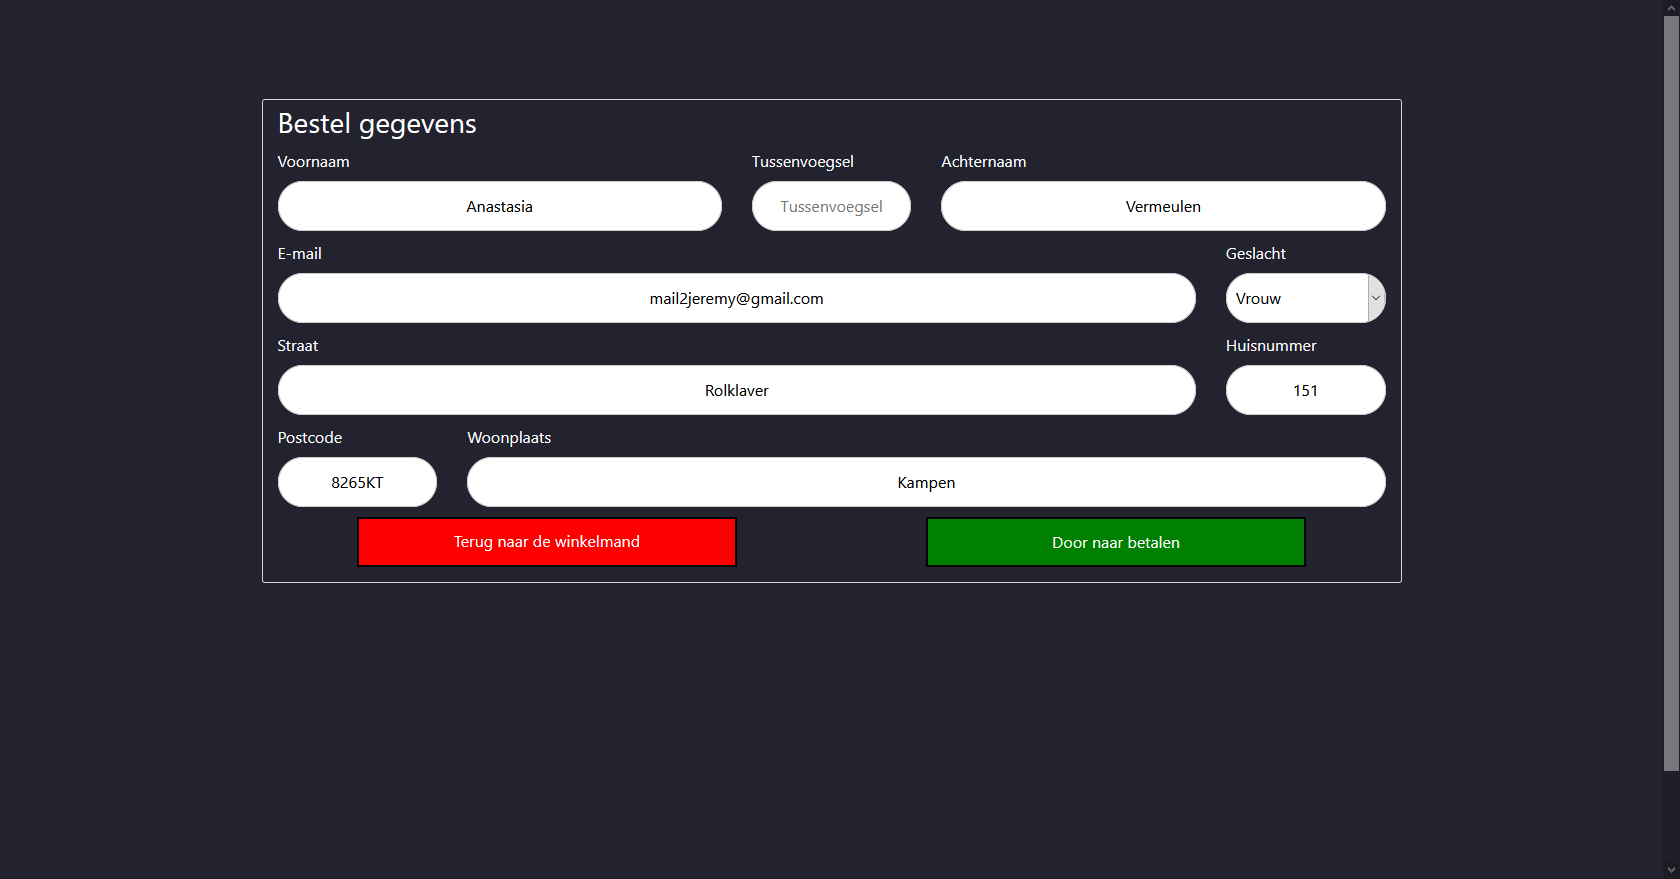 Bestel gegevens
Voornaam Tussenvoegsel Achternaam
Anastasia Tussenvoegsel Vermeulen
E-mail Geslacht
mail2jeremy@gmail.com Vrouw
Straat Huisnummer
Rolklaver 151
Postcode Woonplaats
8265KT Kampen
Terug naar de winkelmand Door naar betalen